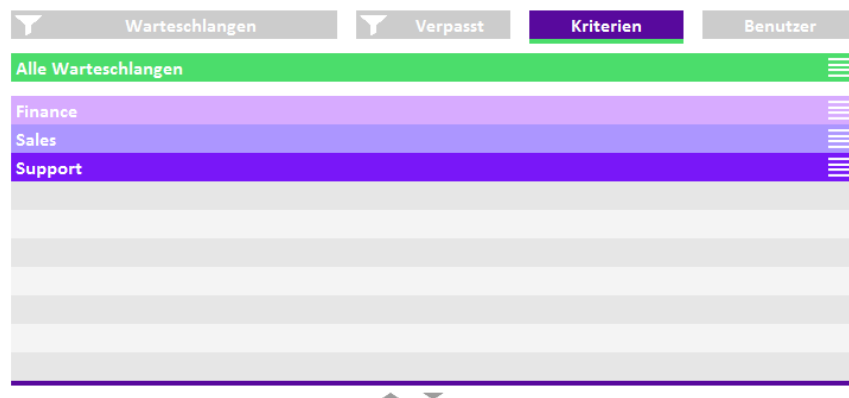 Warteschlangen Verpasst Kriterien Benutzer
Alle Warteschlangen
Finance
Sales
Support